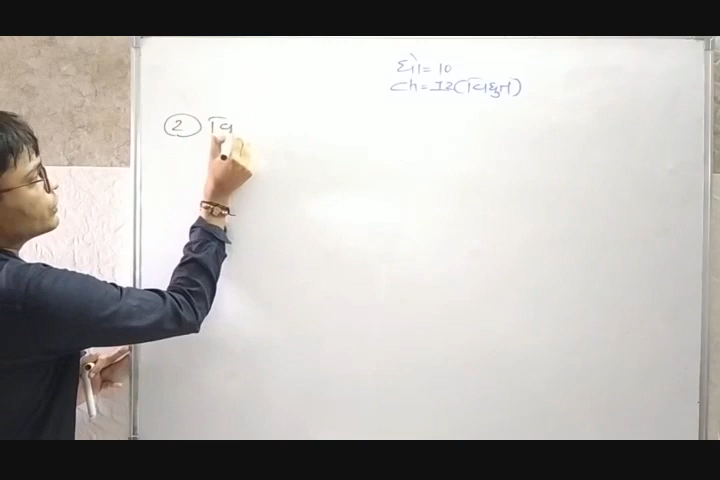 ધો = 10
ch = 12 (વિદ્યુત)
② વિ